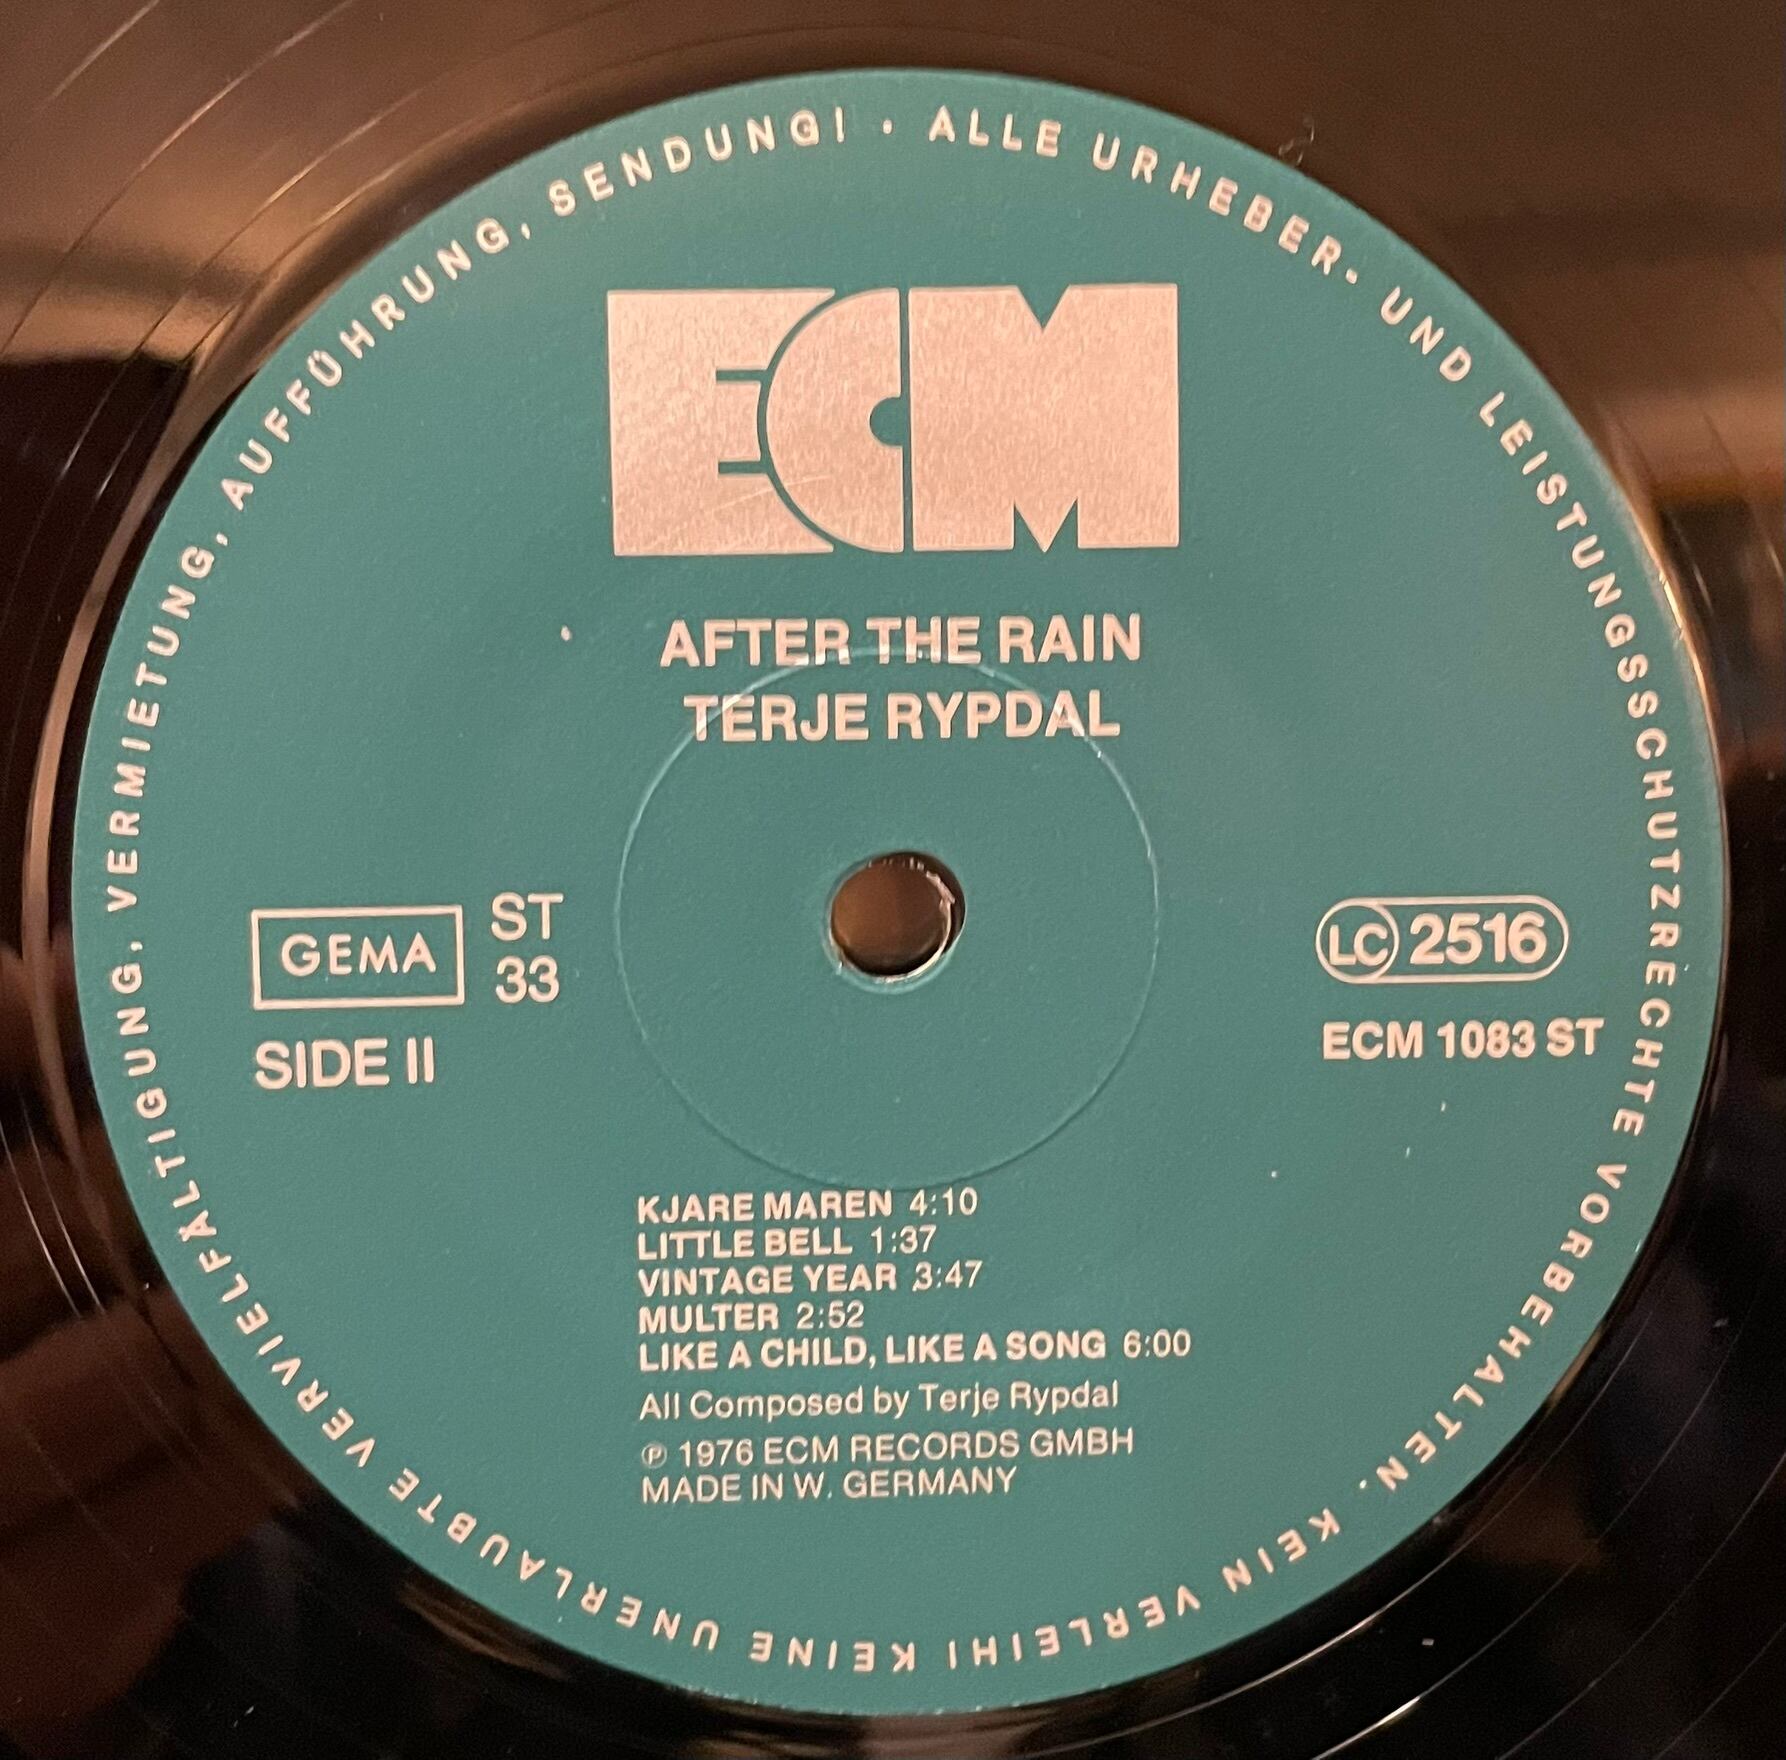 ALLE URHEBER- UND LEISTUNGSSCHUTZRECHTE VORBEHALTEN. KEIN VERLEIH! KEINE UNERLAUBTE VERVIELFÄLTIGUNG, VERMIETUNG, AUFFÜHRUNG, SENDUNG! ·
ECM
AFTER THE RAIN
TERJE RYPDAL
GEMA
ST
33
SIDE II
LC 2516
ECM 1083 ST
KJARE MAREN 4:10
LITTLE BELL 1:37
VINTAGE YEAR 3:47
MULTER 2:52
LIKE A CHILD, LIKE A SONG 6:00
All Composed by Terje Rypdal
℗ 1976 ECM RECORDS GMBH
MADE IN W. GERMANY